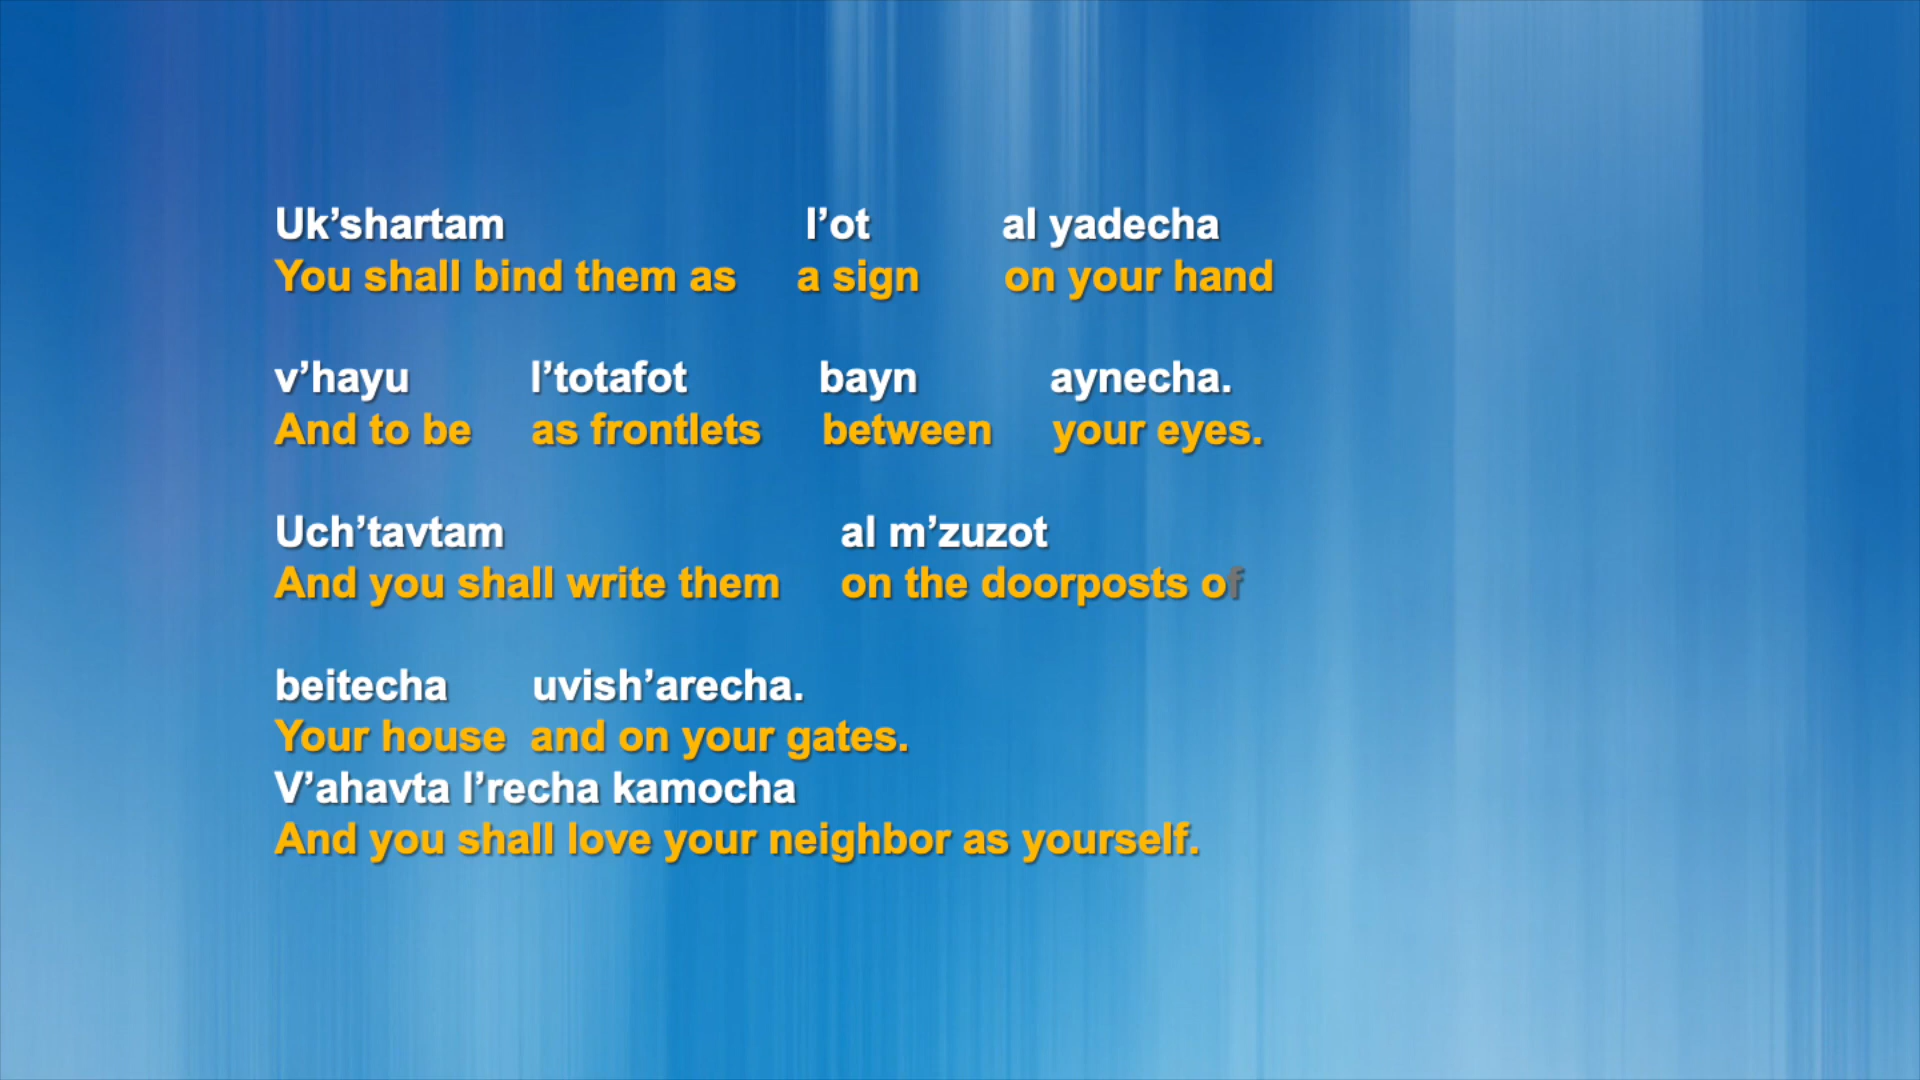 Uk’shartam l’ot al yadecha
You shall bind them as a sign on your hand
v’hayu l’totafot bayn aynecha.
And to be as frontlets between your eyes.
Uch’tavtam al m’zuzot
And you shall write them on the doorposts of
beitecha uvish’arecha.
Your house and on your gates.
V’ahavta l’recha kamocha
And you shall love your neighbor as yourself.